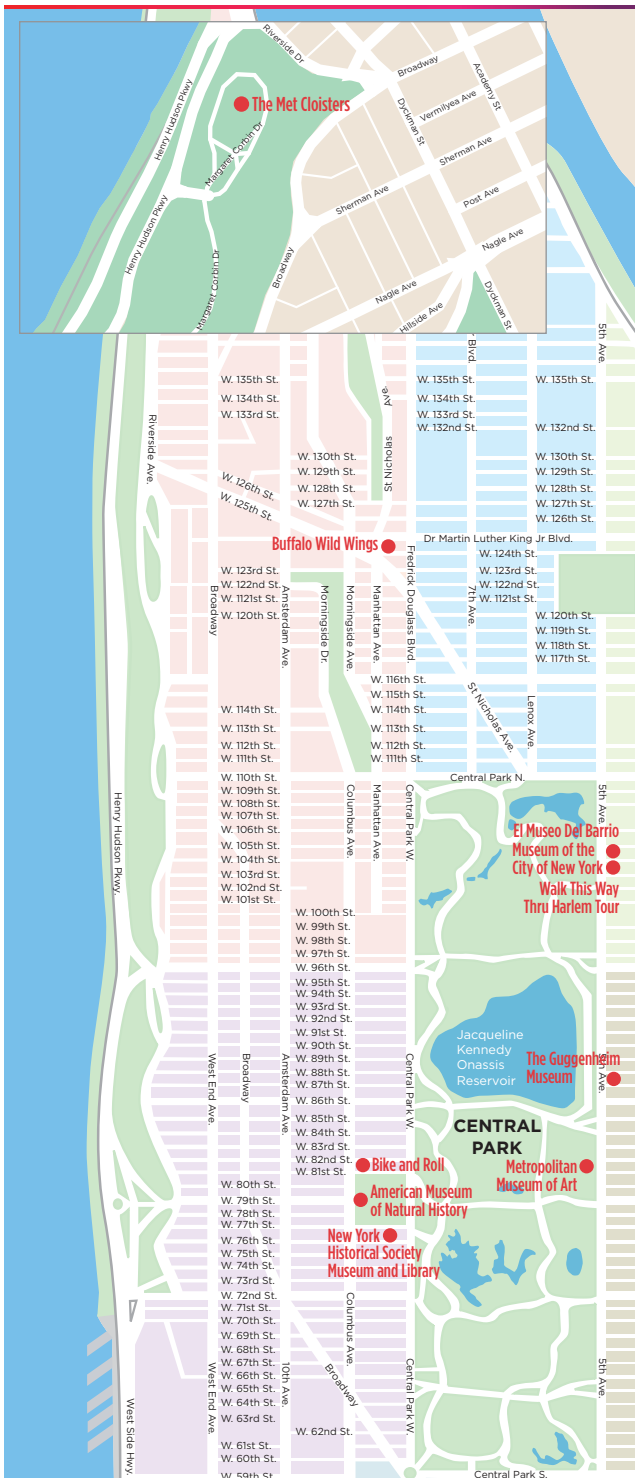 Riverside Dr
Broadway
Academy St
Henry Hudson Pkwy
The Met Cloisters
Dyckman St
Vermilyea Ave
Margaret Corbin Dr
Sherman Ave
Sherman Ave
Post Ave
Henry Hudson Pkwy
Broadway
Nagle Ave
Margaret Corbin Dr
Nagle Ave
Hillside Ave
Dyckman St
Blvd.
5th Ave.
W. 135th St.
W. 135th St.
W. 135th St.
W. 134th St.
W. 134th St.
W. 133rd St.
W. 133rd St.
W. 132nd St.
W. 132nd St.
Riverside Ave.
St Nicholas
Ave.
W. 130th St.
W. 130th St.
W. 129th St.
W. 129th St.
W. 128th St.
W. 128th St.
W. 127th St.
W. 127th St.
W. 126th St.
W. 126th St.
W. 125th St.
Dr Martin Luther King Jr Blvd.
Buffalo Wild Wings
W. 124th St.
W. 123rd St.
W. 123rd St.
W. 122nd St.
W. 122nd St.
W. 1121st St.
W. 1121st St.
W. 120th St.
W. 120th St.
W. 119th St.
W. 118th St.
W. 117th St.
Broadway
Amsterdam Ave.
Morningside Dr.
Morningside Ave.
Manhattan Ave.
Fredrick Douglass Blvd.
7th Ave.
St Nicholas Ave.
Lenox Ave.
W. 116th St.
W. 115th St.
W. 114th St.
W. 114th St.
W. 113th St.
W. 113th St.
W. 112th St.
W. 112th St.
W. 111th St.
W. 111th St.
W. 110th St.
Central Park N.
W. 109th St.
W. 108th St.
W. 107th St.
W. 106th St.
W. 105th St.
W. 104th St.
W. 103rd St.
W. 102nd St.
W. 101st St.
Henry Hudson Pkwy.
Columbus Ave.
Manhattan Ave.
Central Park W.
5th Ave.
El Museo Del Barrio
Museum of the
City of New York
Walk This Way
Thru Harlem Tour
W. 100th St.
W. 99th St.
W. 98th St.
W. 97th St.
W. 96th St.
W. 95th St.
W. 94th St.
W. 93rd St.
W. 92nd St.
W. 91st St.
W. 90th St.
W. 89th St.
W. 88th St.
W. 87th St.
W. 86th St.
W. 85th St.
W. 84th St.
W. 83rd St.
W. 82nd St.
W. 81st St.
West End Ave.
Broadway
Amsterdam Ave.
Central Park W.
Jacqueline
Kennedy
Onassis
Reservoir
The Guggenheim
Museum
5th Ave.
CENTRAL
PARK
Bike and Roll
Metropolitan
Museum of Art
American Museum
of Natural History
New York
Historical Society
Museum and Library
W. 80th St.
W. 79th St.
W. 78th St.
W. 77th St.
W. 76th St.
W. 75th St.
W. 74th St.
W. 73rd St.
W. 72nd St.
W. 71st St.
W. 70th St.
W. 69th St.
W. 68th St.
W. 67th St.
W. 66th St.
W. 65th St.
W. 64th St.
W. 63rd St.
W. 62nd St.
W. 61st St.
W. 60th St.
W. 59th St.
West Side Hwy.
West End Ave.
10th Ave.
Columbus Ave.
Broadway
Central Park W.
5th Ave.
Central Park S.